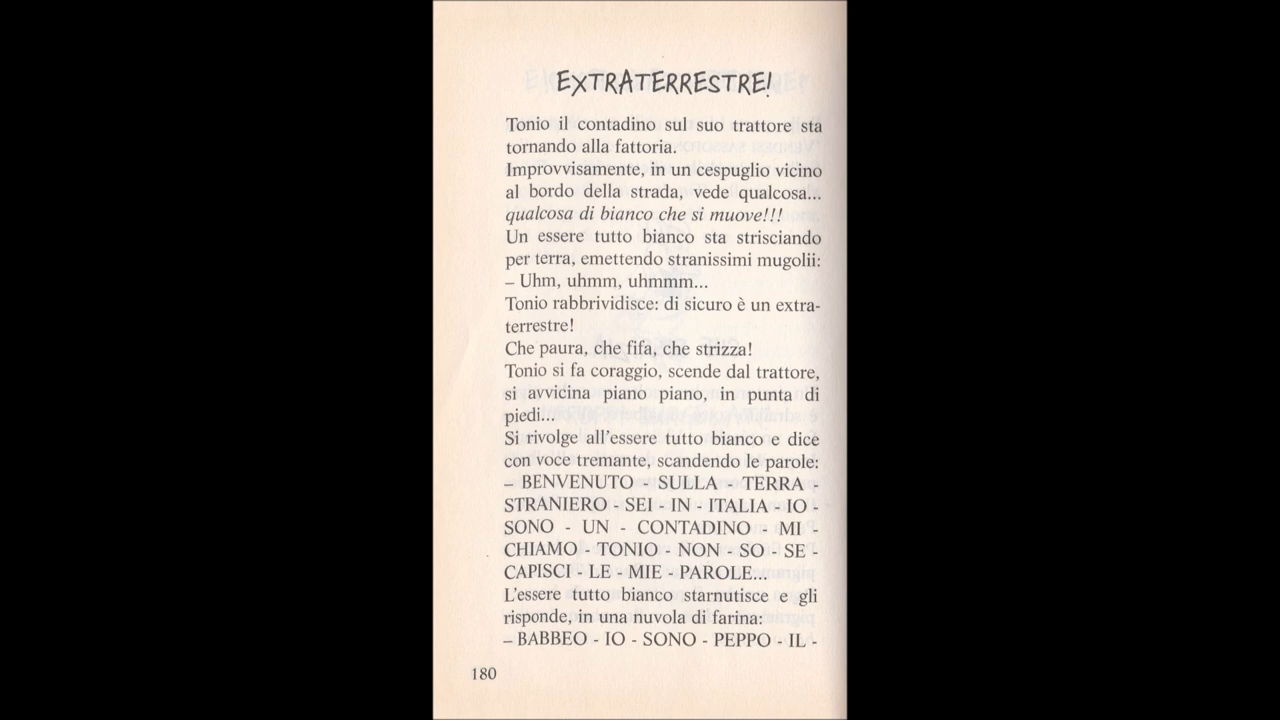 EXTRATERRESTRE!
Tonio il contadino sul suo trattore sta
tornando alla fattoria.
Improvvisamente, in un cespuglio vicino
al bordo della strada, vede qualcosa...
qualcosa di bianco che si muove!!!
Un essere tutto bianco sta strisciando
per terra, emettendo stranissimi mugolii:
– Uhm, uhmm, uhmmm...
Tonio rabbrividisce: di sicuro è un extra-
terrestre!
Che paura, che fifa, che strizza!
Tonio si fa coraggio, scende dal trattore,
si avvicina piano piano, in punta di
piedi...
Si rivolge all'essere tutto bianco e dice
con voce tremante, scandendo le parole:
– BENVENUTO - SULLA - TERRA -
STRANIERO - SEI - IN - ITALIA - IO -
SONO - UN - CONTADINO - MI -
CHIAMO - TONIO - NON - SO - SE -
CAPISCI - LE - MIE - PAROLE...
L'essere tutto bianco starnutisce e gli
risponde, in una nuvola di farina:
– BABBEO - IO - SONO - PEPPO - IL -
180